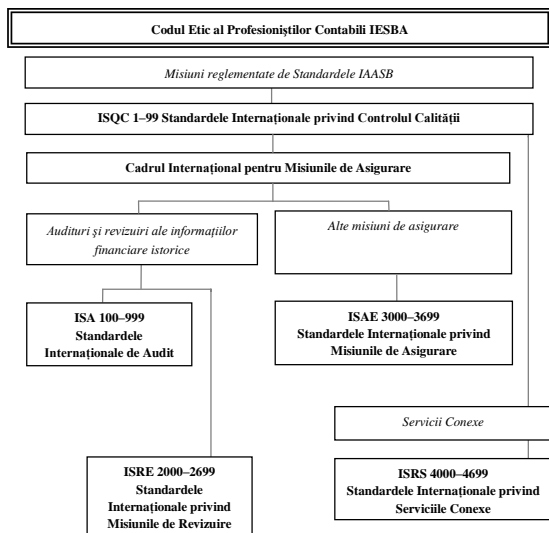 Codul Etic al Profesioniștilor Contabili IESBA
Misiuni reglementate de Standardele IAASB
ISQC 1–99 Standardele Internaționale privind Controlul Calității
Cadrul Internațional pentru Misiunile de Asigurare
Audituri și revizuiri ale informațiilor
financiare istorice
Alte misiuni de asigurare
ISA 100–999
Standardele
Internaționale de Audit
ISAE 3000–3699
Standardele Internaționale privind
Misiunile de Asigurare
Servicii Conexe
ISRE 2000–2699
Standardele
Internaționale privind
Misiunile de Revizuire
ISRS 4000–4699
Standardele Internaționale privind
Serviciile Conexe